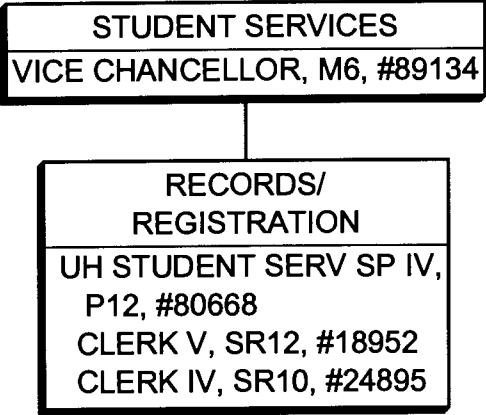 STUDENT SERVICES
VICE CHANCELLOR, M6, #89134
RECORDS/
REGISTRATION
UH STUDENT SERV SP IV,
P12, #80668
CLERK V, SR12, #18952
CLERK IV, SR10, #24895